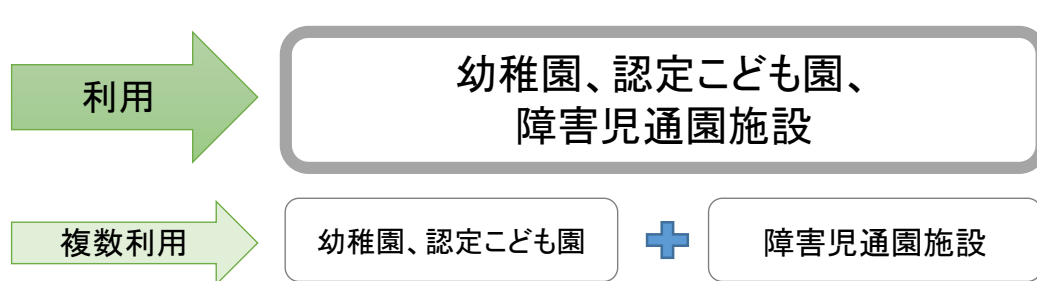 利用
幼稚園、認定こども園、
障害児通園施設
複数利用
幼稚園、認定こども園
障害児通園施設